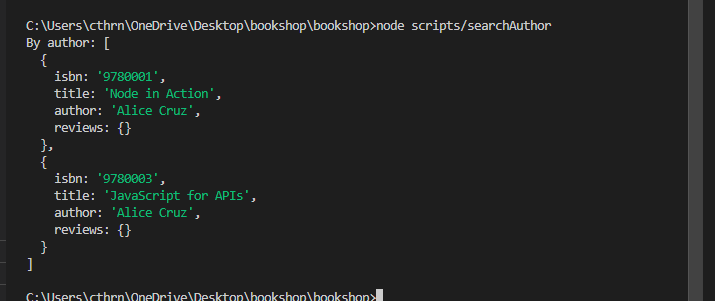 C:\Users\cthrn\OneDrive\Desktop\bookshop\bookshop>node scripts/searchAuthor
By author: [
  {
    isbn: '9780001',
    title: 'Node in Action',
    author: 'Alice Cruz',
    reviews: {}
  },
  {
    isbn: '9780003',
    title: 'JavaScript for APIs',
    author: 'Alice Cruz',
    reviews: {}
  }
]
C:\Users\cthrn\OneDrive\Desktop\bookshop\bookshop>